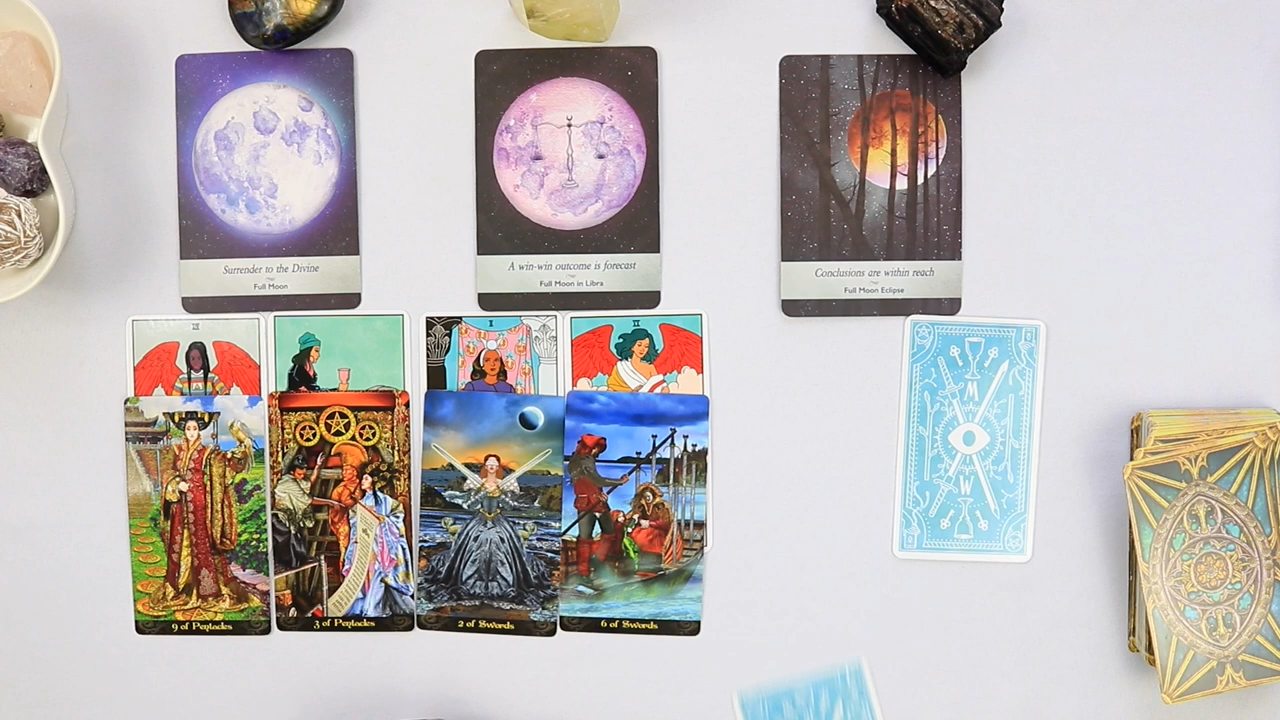 Surrender to the Divine
Full Moon
A win-win outcome is forecast
Full Moon in Libra
Conclusions are within reach
Full Moon Eclipse
II
9 of Pentacles
3 of Pentacles
2 of Swords
6 of Swords
M
W